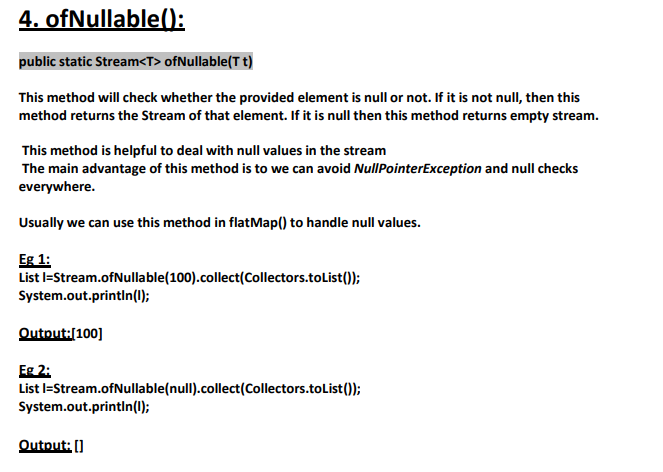 4. ofNullable():
public static Stream<T> ofNullable(T t)
This method will check whether the provided element is null or not. If it is not null, then this
method returns the Stream of that element. If it is null then this method returns empty stream.
This method is helpful to deal with null values in the stream
The main advantage of this method is to we can avoid NullPointerException and null checks
everywhere.
Usually we can use this method in flatMap() to handle null values.
Eg 1:
List l=Stream.ofNullable(100).collect(Collectors.toList());
System.out.println(l);
Output:[100]
Eg 2:
List l=Stream.ofNullable(null).collect(Collectors.toList());
System.out.println(l);
Output: []